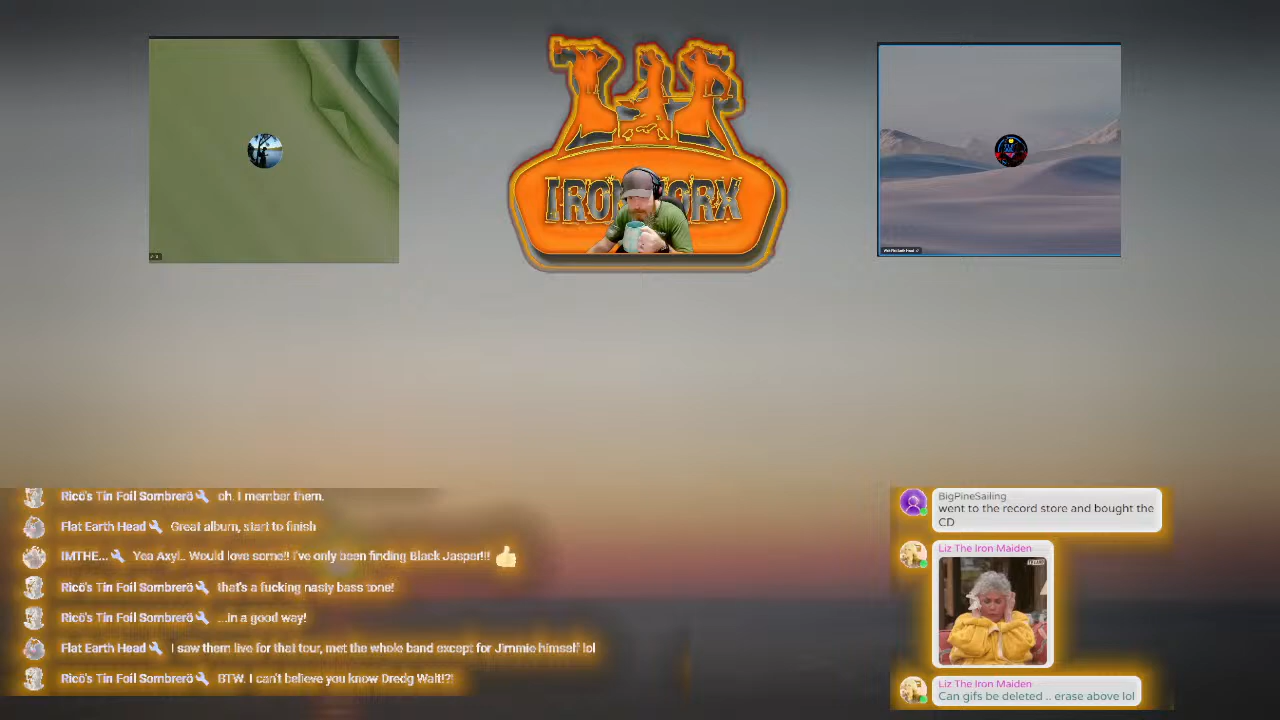 IRON WORX
Rico's Tin Foil Sombrero oh. I member them.
Flat Earth Head Great album, start to finish
IMTHE... Yea Axyl.. Would love some!! I've only been finding Black Jasper!!!
Rico's Tin Foil Sombrero that's a fucking nasty bass tone!
Rico's Tin Foil Sombrero ...in a good way!
Flat Earth Head I saw them live for that tour, met the whole band except for Jimmie himself lol
Rico's Tin Foil Sombrero BTW. I can't believe you know Dredg Walt!?!
BigPineSailing
went to the record store and bought the
CD
Liz The Iron Maiden
TV LAND
Liz The Iron Maiden
Can gifs be deleted .. erase above lol